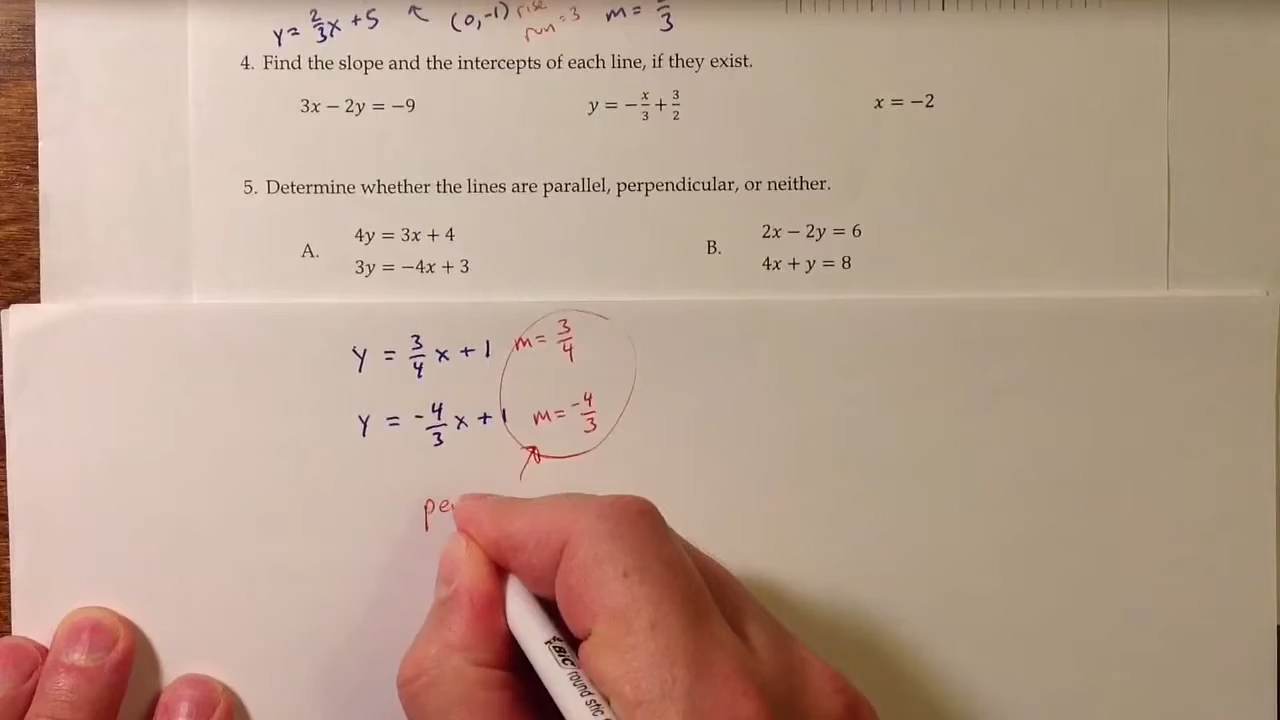 y = 2/3 x + 5 (0,-1) rise run = 3 m = /3
4. Find the slope and the intercepts of each line, if they exist.
3x − 2y = −9 y = −x/3 + 3/2 x = −2
5. Determine whether the lines are parallel, perpendicular, or neither.
A. 4y = 3x + 4
3y = −4x + 3
B. 2x − 2y = 6
4x + y = 8
y = 3/4 x + 1 m = 3/4
y = -4/3 x + 1 m = -4/3
pe
BIC round stic